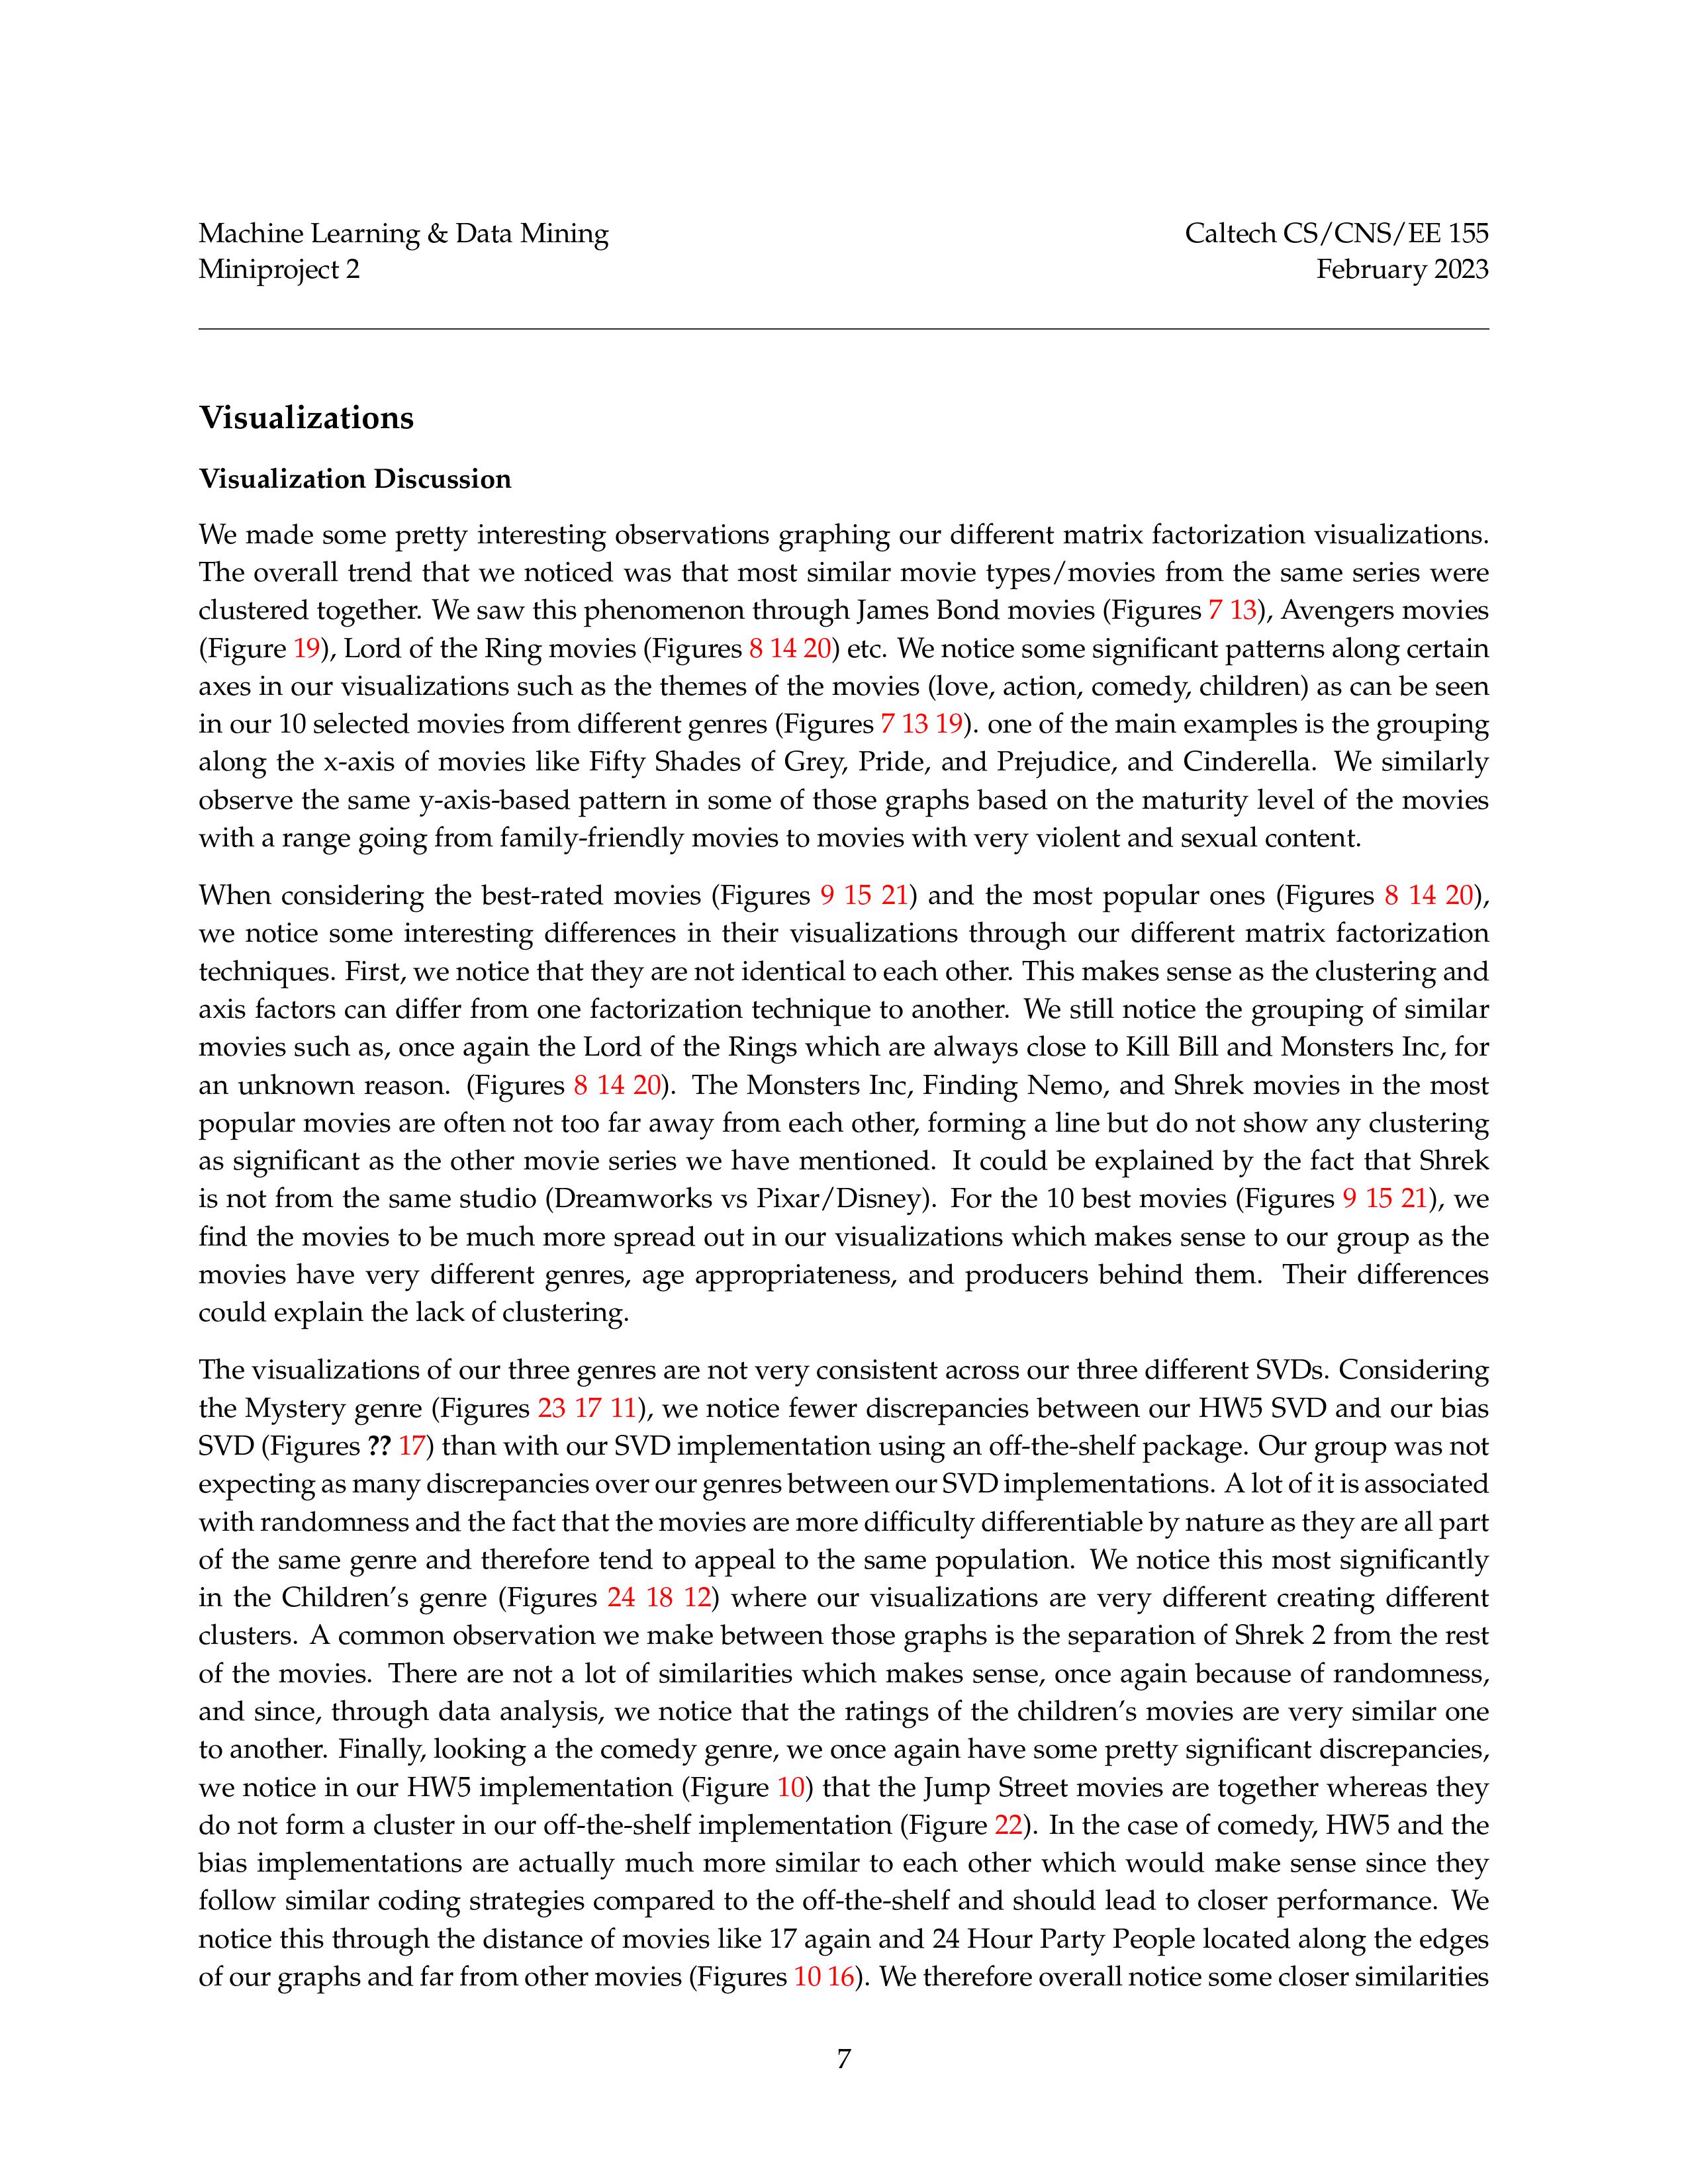 Machine Learning & Data Mining
Caltech CS/CNS/EE 155
Miniproject 2
February 2023
Visualizations
Visualization Discussion
We made some pretty interesting observations graphing our different matrix factorization visualizations.
The overall trend that we noticed was that most similar movie types/movies from the same series were
clustered together. We saw this phenomenon through James Bond movies (Figures 7 13), Avengers movies
(Figure 19), Lord of the Ring movies (Figures 8 14 20) etc. We notice some significant patterns along certain
axes in our visualizations such as the themes of the movies (love, action, comedy, children) as can be seen
in our 10 selected movies from different genres (Figures 7 13 19). one of the main examples is the grouping
along the x-axis of movies like Fifty Shades of Grey, Pride, and Prejudice, and Cinderella. We similarly
observe the same y-axis-based pattern in some of those graphs based on the maturity level of the movies
with a range going from family-friendly movies to movies with very violent and sexual content.
When considering the best-rated movies (Figures 9 15 21) and the most popular ones (Figures 8 14 20),
we notice some interesting differences in their visualizations through our different matrix factorization
techniques. First, we notice that they are not identical to each other. This makes sense as the clustering and
axis factors can differ from one factorization technique to another. We still notice the grouping of similar
movies such as, once again the Lord of the Rings which are always close to Kill Bill and Monsters Inc, for
an unknown reason. (Figures 8 14 20). The Monsters Inc, Finding Nemo, and Shrek movies in the most
popular movies are often not too far away from each other, forming a line but do not show any clustering
as significant as the other movie series we have mentioned. It could be explained by the fact that Shrek
is not from the same studio (Dreamworks vs Pixar/Disney). For the 10 best movies (Figures 9 15 21), we
find the movies to be much more spread out in our visualizations which makes sense to our group as the
movies have very different genres, age appropriateness, and producers behind them. Their differences
could explain the lack of clustering.
The visualizations of our three genres are not very consistent across our three different SVDs. Considering
the Mystery genre (Figures 23 17 11), we notice fewer discrepancies between our HW5 SVD and our bias
SVD (Figures ?? 17) than with our SVD implementation using an off-the-shelf package. Our group was not
expecting as many discrepancies over our genres between our SVD implementations. A lot of it is associated
with randomness and the fact that the movies are more difficulty differentiable by nature as they are all part
of the same genre and therefore tend to appeal to the same population. We notice this most significantly
in the Children's genre (Figures 24 18 12) where our visualizations are very different creating different
clusters. A common observation we make between those graphs is the separation of Shrek 2 from the rest
of the movies. There are not a lot of similarities which makes sense, once again because of randomness,
and since, through data analysis, we notice that the ratings of the children's movies are very similar one
to another. Finally, looking a the comedy genre, we once again have some pretty significant discrepancies,
we notice in our HW5 implementation (Figure 10) that the Jump Street movies are together whereas they
do not form a cluster in our off-the-shelf implementation (Figure 22). In the case of comedy, HW5 and the
bias implementations are actually much more similar to each other which would make sense since they
follow similar coding strategies compared to the off-the-shelf and should lead to closer performance. We
notice this through the distance of movies like 17 again and 24 Hour Party People located along the edges
of our graphs and far from other movies (Figures 10 16). We therefore overall notice some closer similarities
7